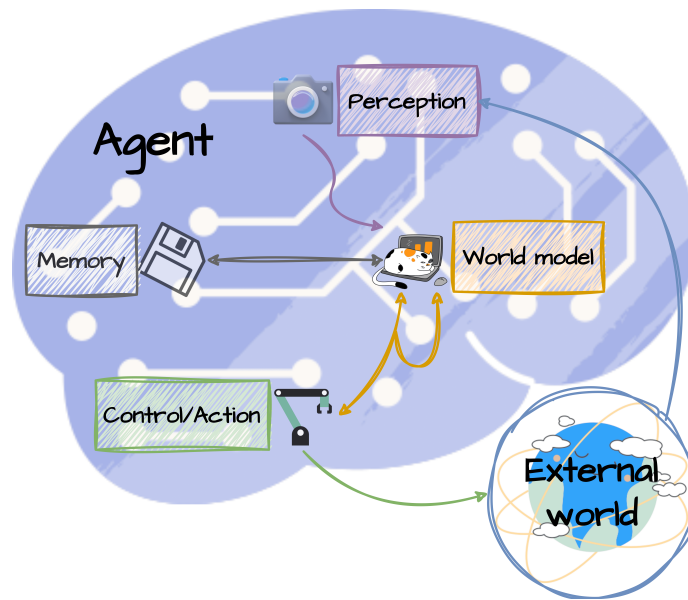 Perception
Agent
Memory
World model
Control/Action
External
world